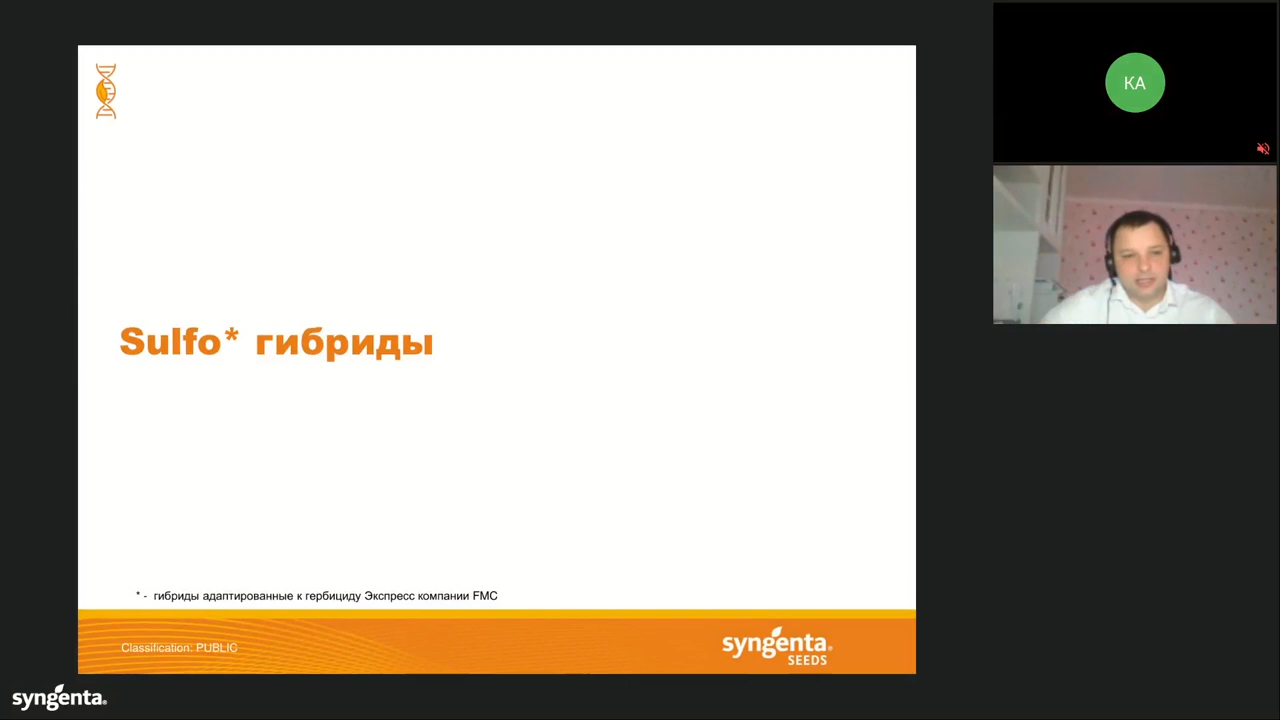 KA
Sulfo* гибриды
* - гибриды адаптированные к гербициду Экспресс компании FMC
Classification: PUBLIC
syngenta®
SEEDS
syngenta®